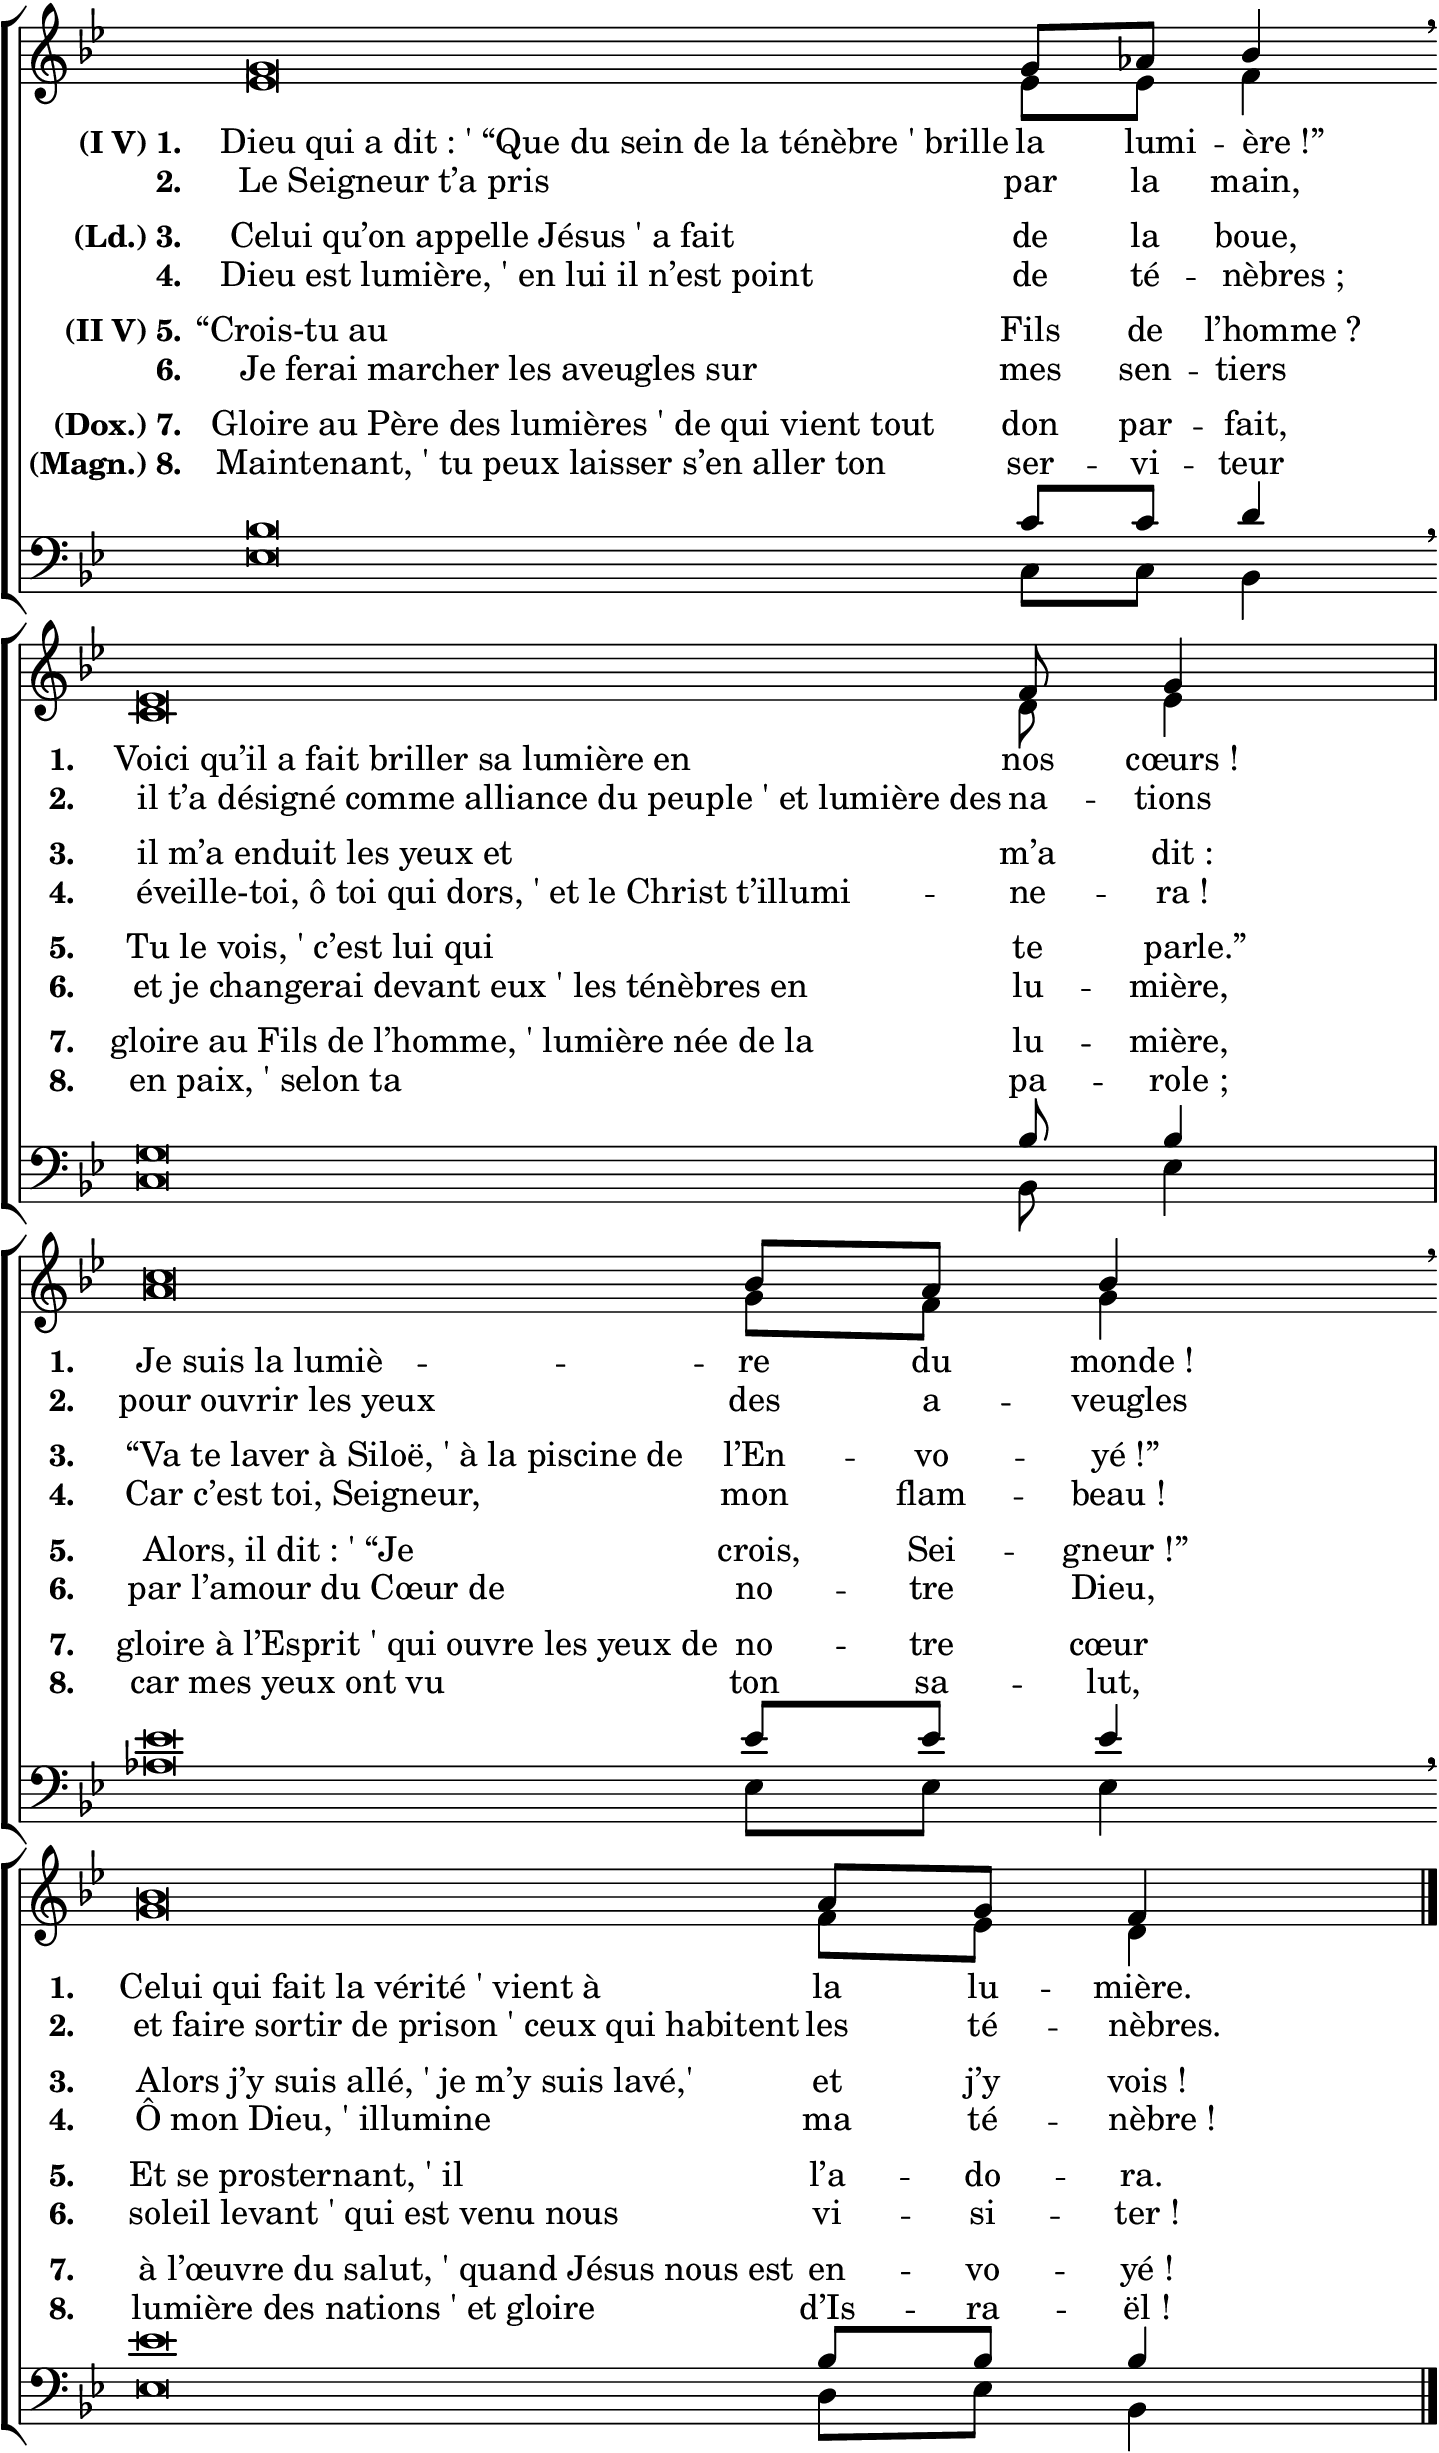 (I V) 1. Dieu qui a dit : ' “Que du sein de la ténèbre ' brille la lumi -- ère !”
2. Le Seigneur t’a pris par la main,
(Ld.) 3. Celui qu’on appelle Jésus ' a fait de la boue,
4. Dieu est lumière, ' en lui il n’est point de té -- nèbres ;
(II V) 5. “Crois-tu au Fils de l’homme ?
6. Je ferai marcher les aveugles sur mes sen -- tiers
(Dox.) 7. Gloire au Père des lumières ' de qui vient tout don par -- fait,
(Magn.) 8. Maintenant, ' tu peux laisser s’en aller ton ser -- vi -- teur
1. Voici qu’il a fait briller sa lumière en nos cœurs !
2. il t’a désigné comme alliance du peuple ' et lumière des na -- tions
3. il m’a enduit les yeux et m’a dit :
4. éveille-toi, ô toi qui dors, ' et le Christ t’illumi -- ne -- ra !
5. Tu le vois, ' c’est lui qui te parle.”
6. et je changerai devant eux ' les ténèbres en lu -- mière,
7. gloire au Fils de l’homme, ' lumière née de la lu -- mière,
8. en paix, ' selon ta pa -- role ;
1. Je suis la lumiè -- -- -- re du monde !
2. pour ouvrir les yeux des a -- veugles
3. “Va te laver à Siloë, ' à la piscine de l’En -- vo -- yé !”
4. Car c’est toi, Seigneur, mon flam -- beau !
5. Alors, il dit : ' “Je crois, Sei -- gneur !”
6. par l’amour du Cœur de no -- tre Dieu,
7. gloire à l’Esprit ' qui ouvre les yeux de no -- tre cœur
8. car mes yeux ont vu ton sa -- lut,
1. Celui qui fait la vérité ' vient à la lu -- mière.
2. et faire sortir de prison ' ceux qui habitent les té -- nèbres.
3. Alors j’y suis allé, ' je m’y suis lavé,' et j’y vois !
4. Ô mon Dieu, ' illumine ma té -- nèbre !
5. Et se prosternant, ' il l’a -- do -- ra.
6. soleil levant ' qui est venu nous vi -- si -- ter !
7. à l’œuvre du salut, ' quand Jésus nous est en -- vo -- yé !
8. lumière des nations ' et gloire d’Is -- ra -- ël !